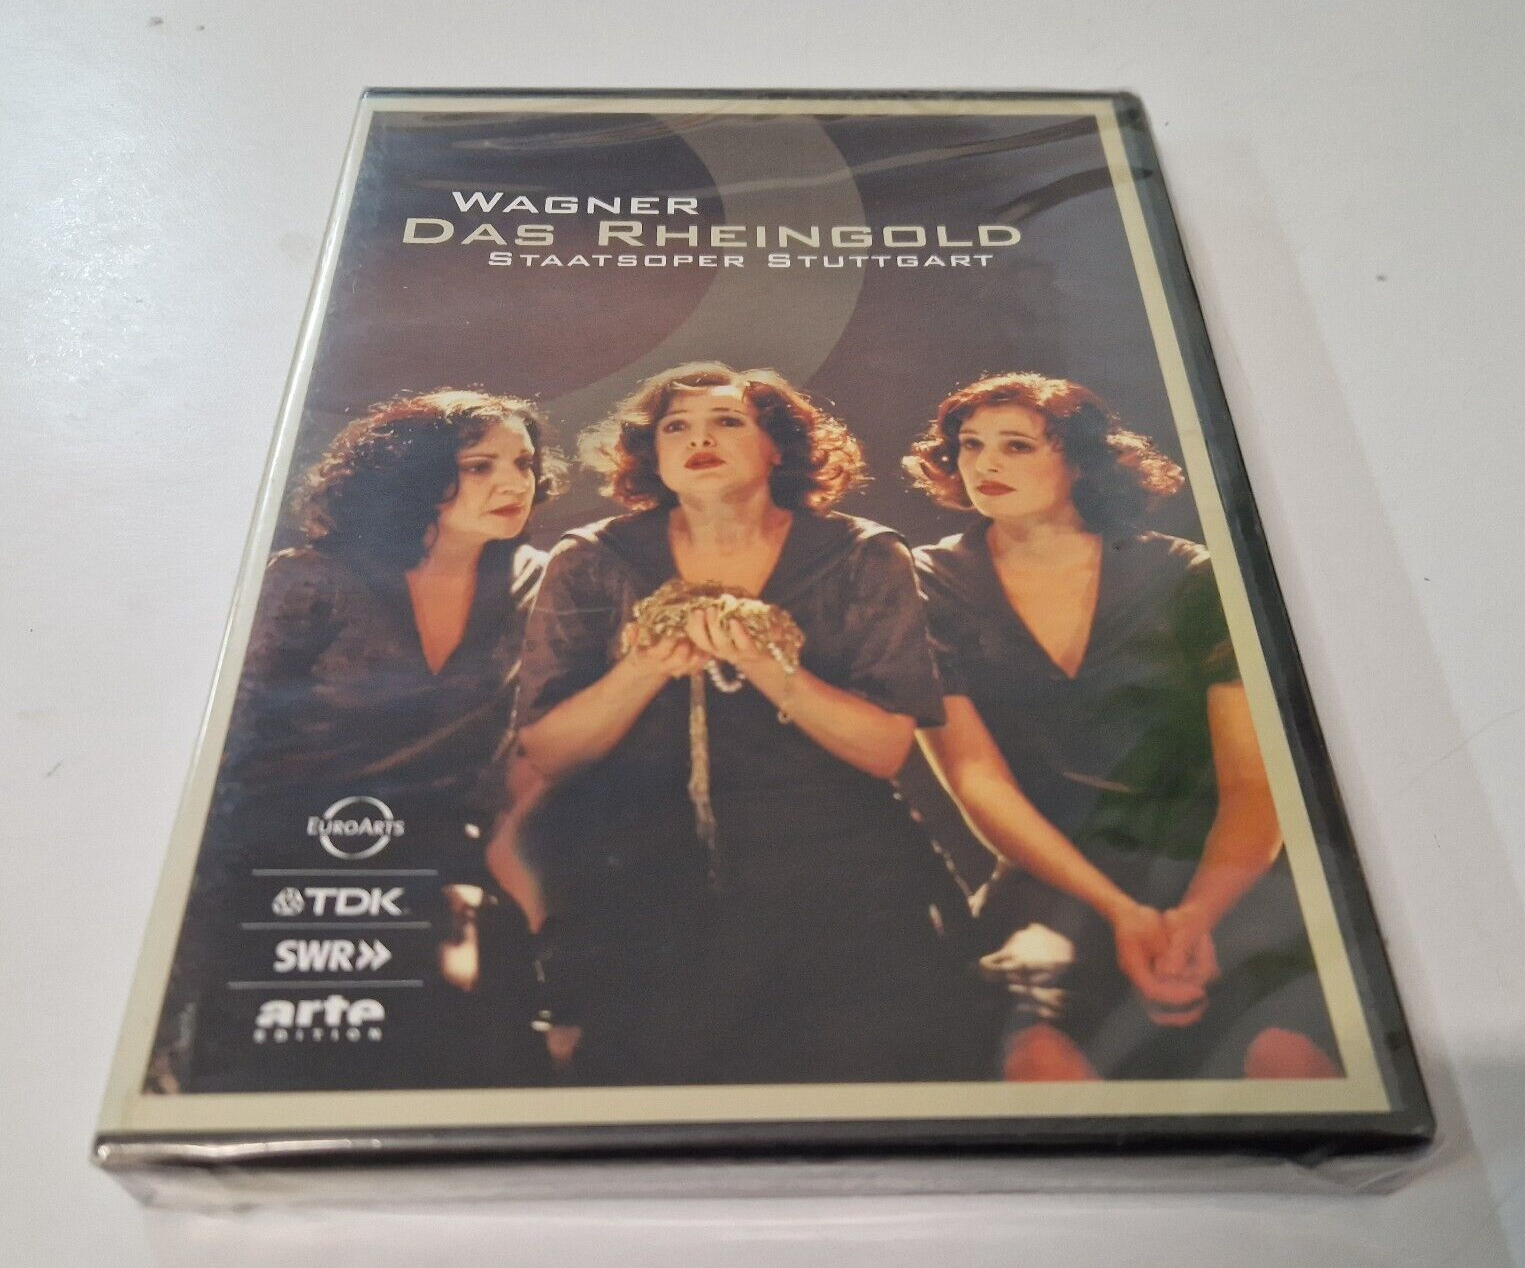 WAGNER
DAS RHEINGOLD
STAATSOPER STUTTGART
EUROARTS
TDK
SWR»
arte
EDITION